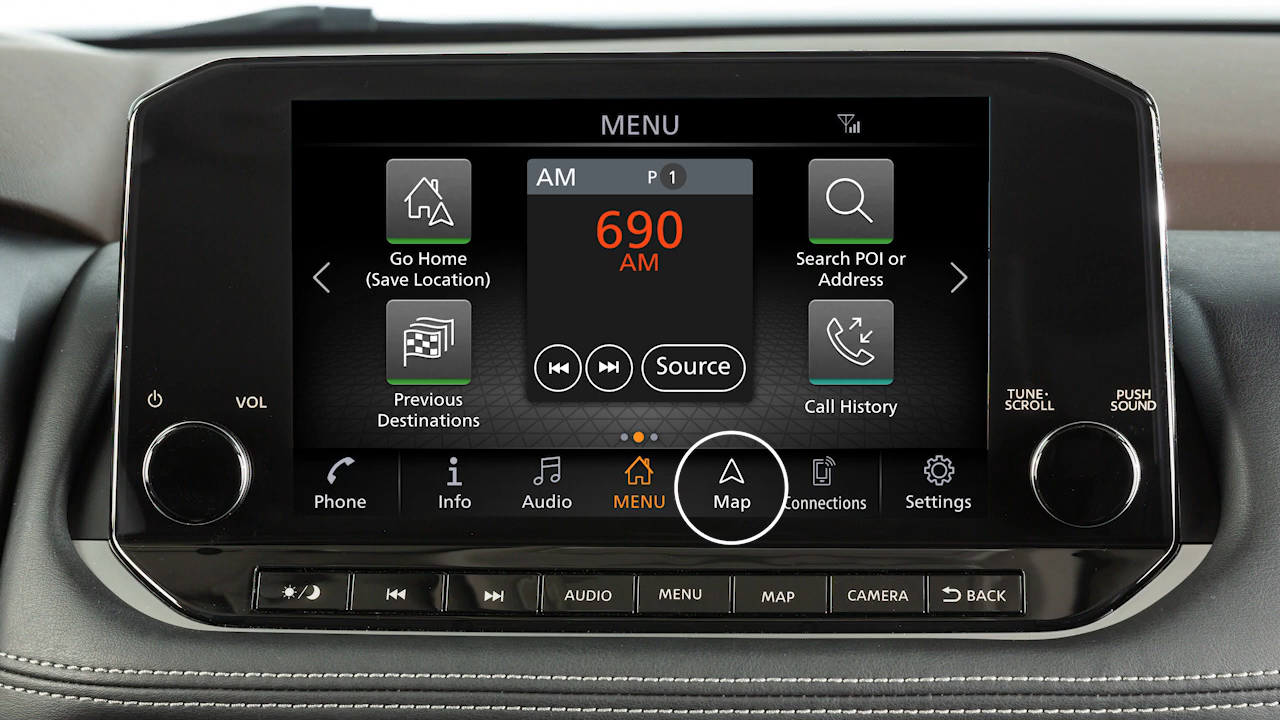 MENU
AM P 1
690
AM
Go Home
(Save Location)
Search POI or
Address
Previous
Destinations
Source
Call History
VOL
TUNE·
SCROLL
PUSH
SOUND
Phone
Info
Audio
MENU
Map
Connections
Settings
AUDIO
MENU
MAP
CAMERA
BACK